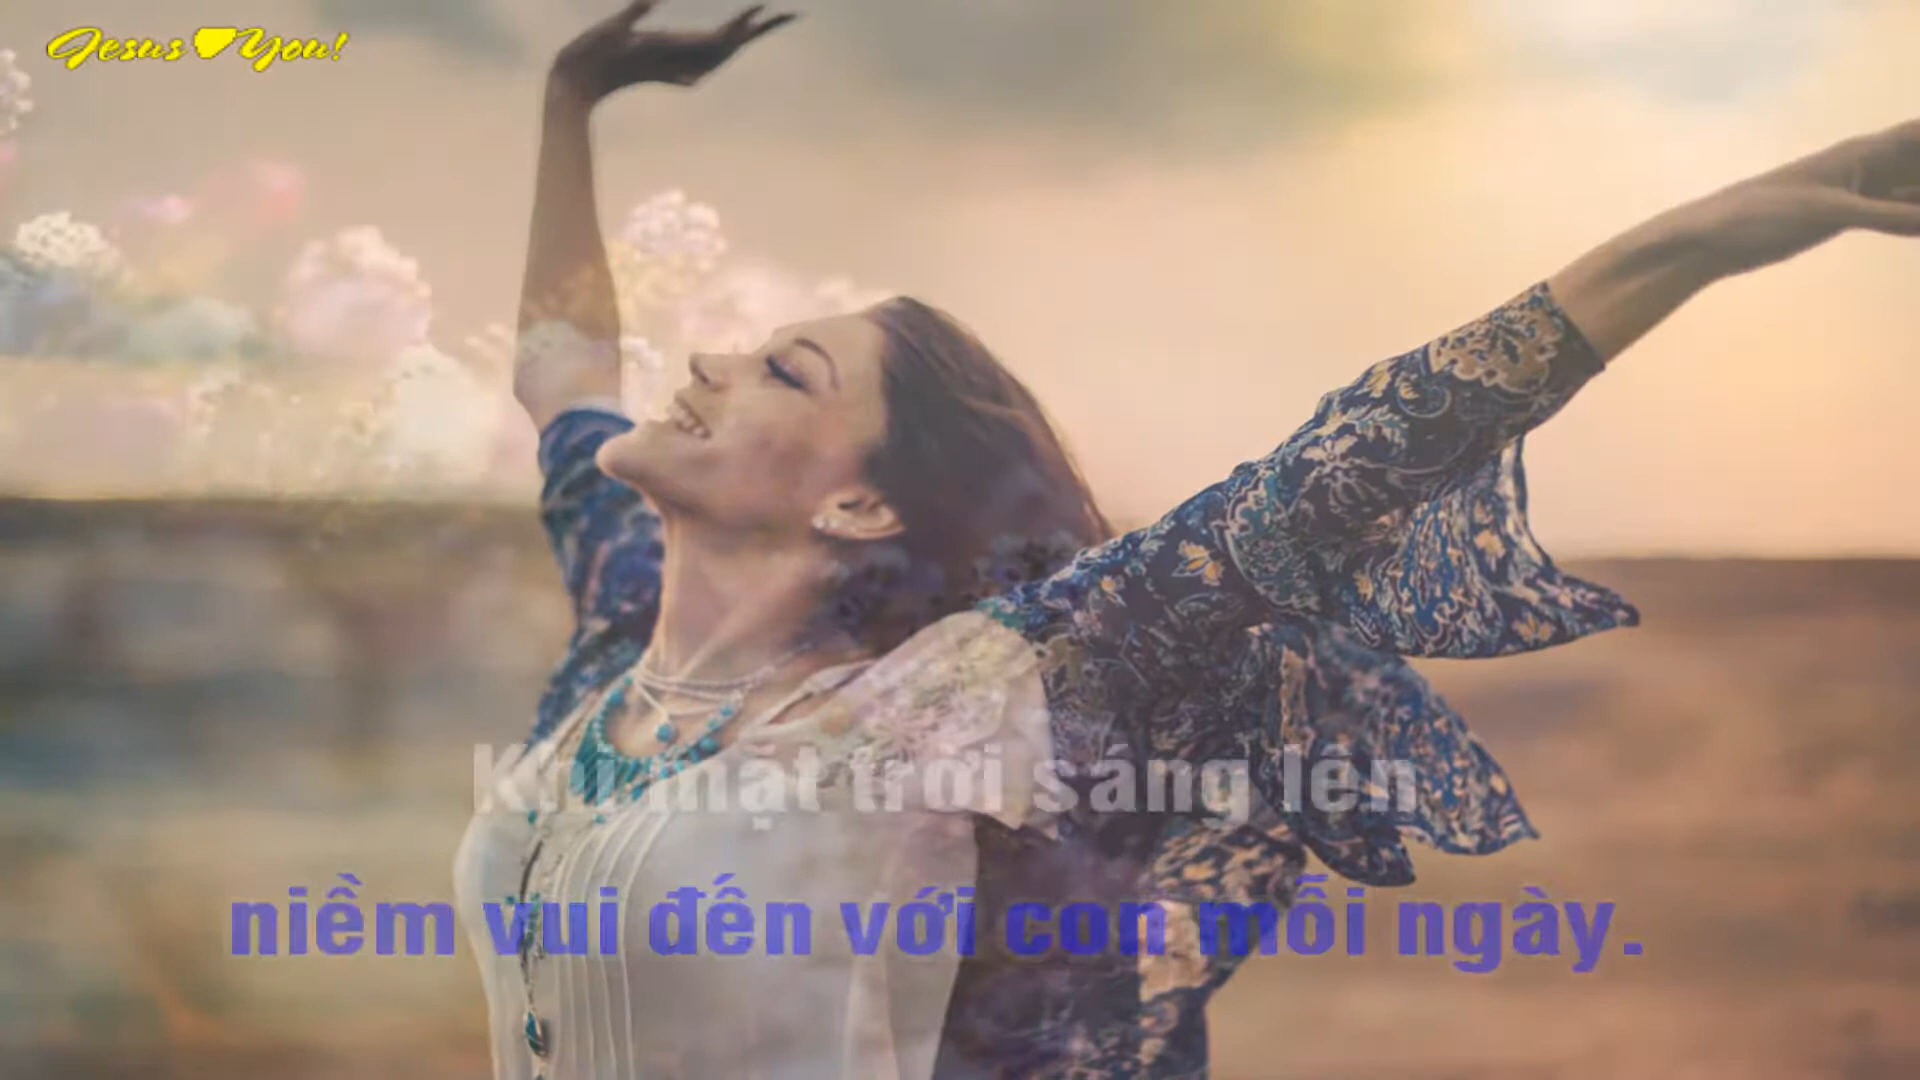 Jesus You!
Khi mặt trời sáng lên
niềm vui đến với con mỗi ngày.